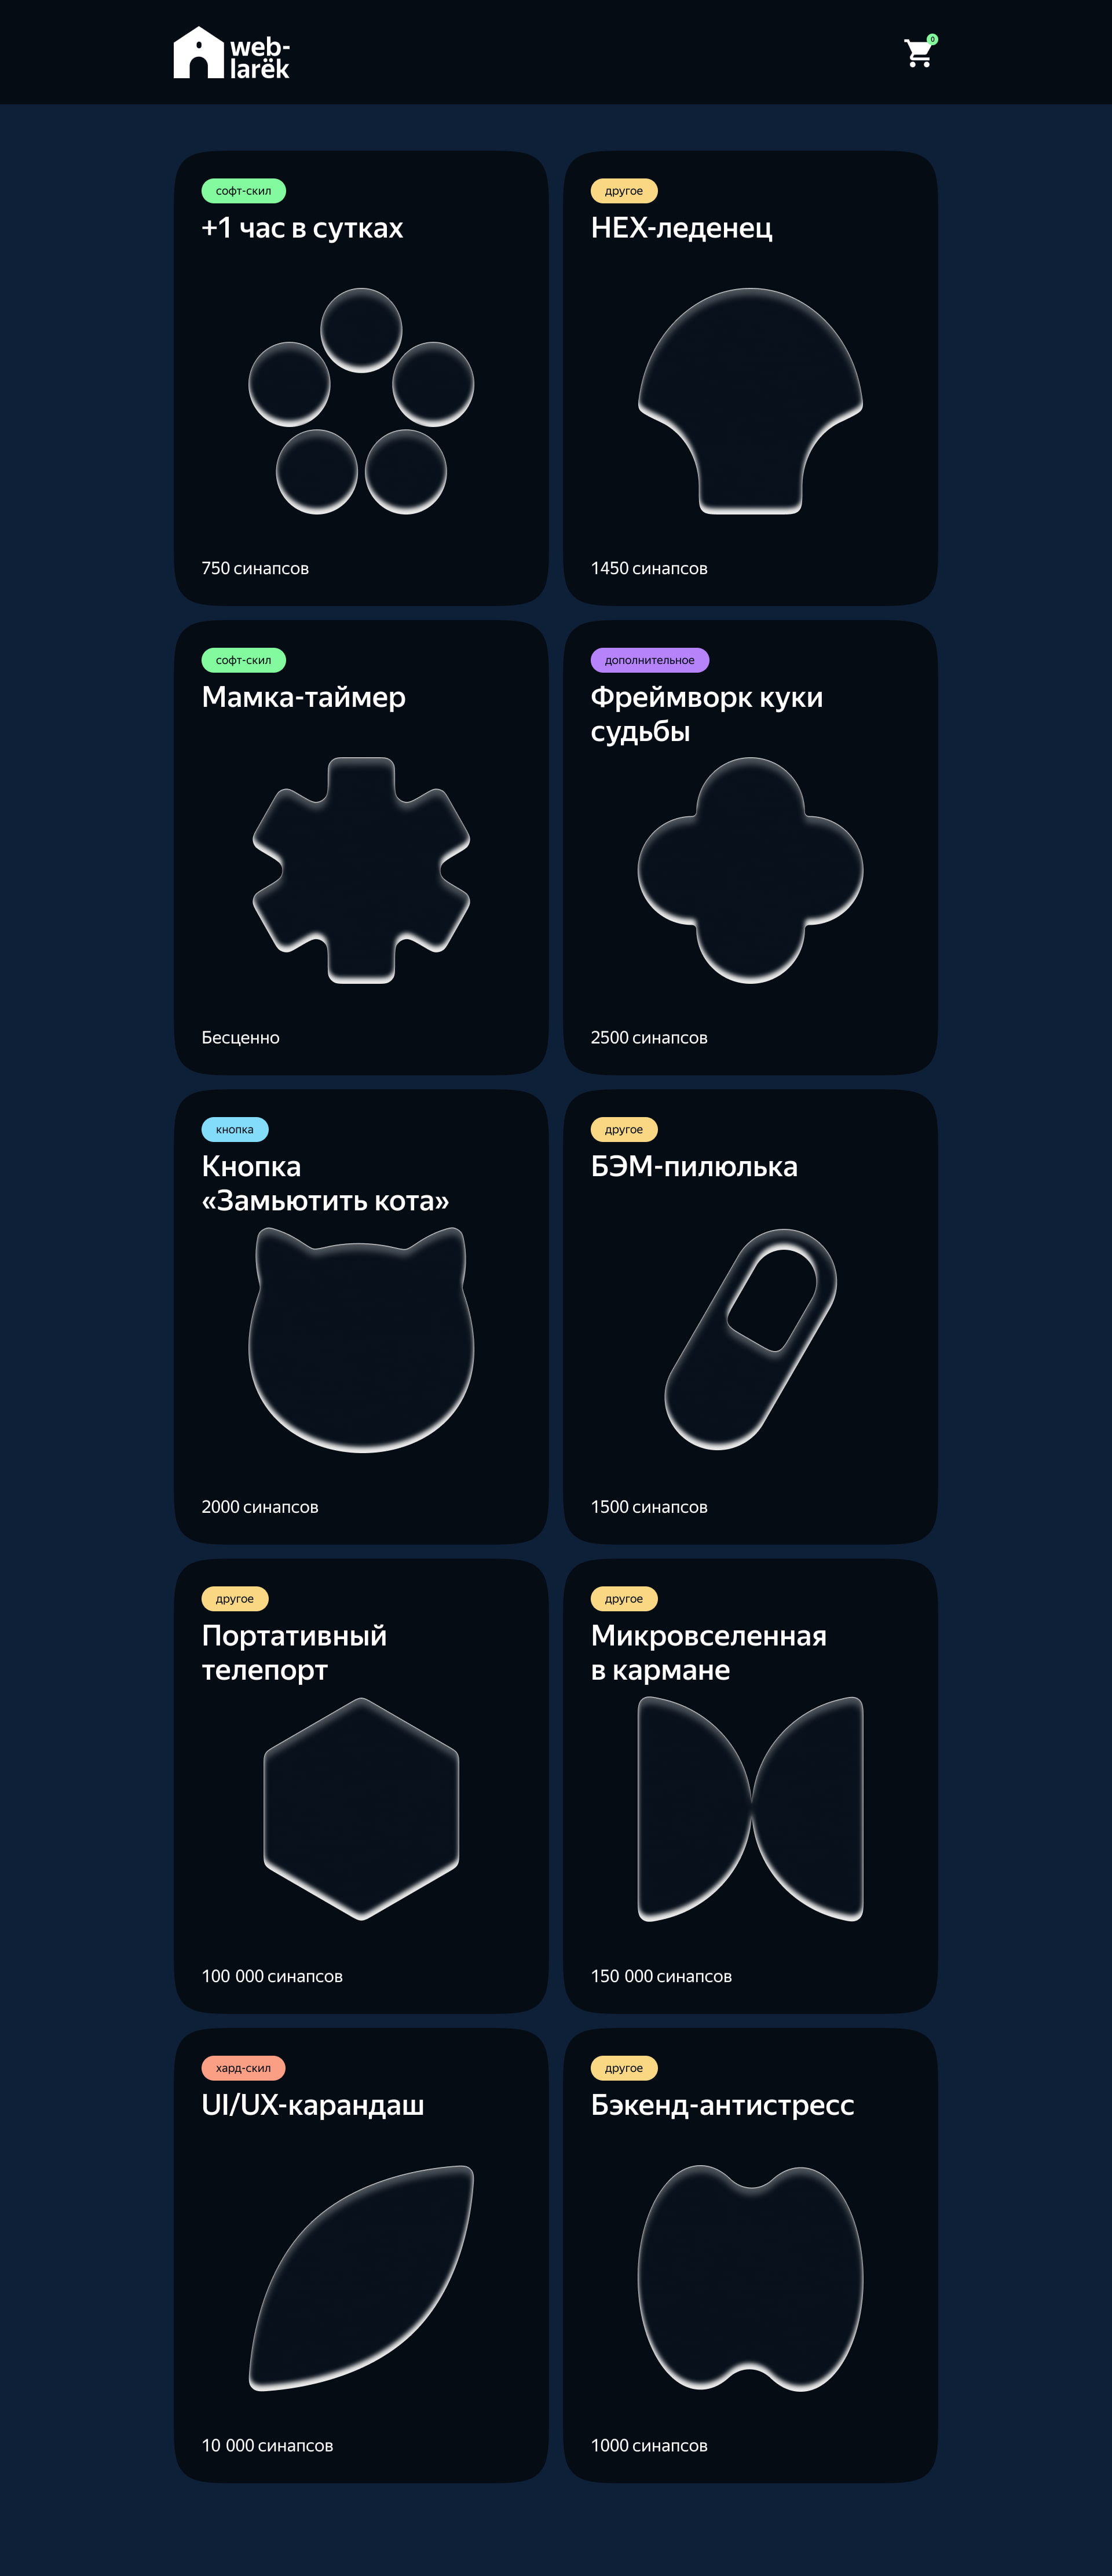 web-
larёk
0
софт-скил
+1 час в сутках
750 синапсов
другое
HEX-леденец
1450 синапсов
софт-скил
Мамка-таймер
Бесценно
дополнительное
Фреймворк куки
судьбы
2500 синапсов
кнопка
Кнопка
«Замьютить кота»
2000 синапсов
другое
БЭМ-пилюлька
1500 синапсов
другое
Портативный
телепорт
100 000 синапсов
другое
Микровселенная
в кармане
150 000 синапсов
хард-скил
UI/UX-карандаш
10 000 синапсов
другое
Бэкенд-антистресс
1000 синапсов